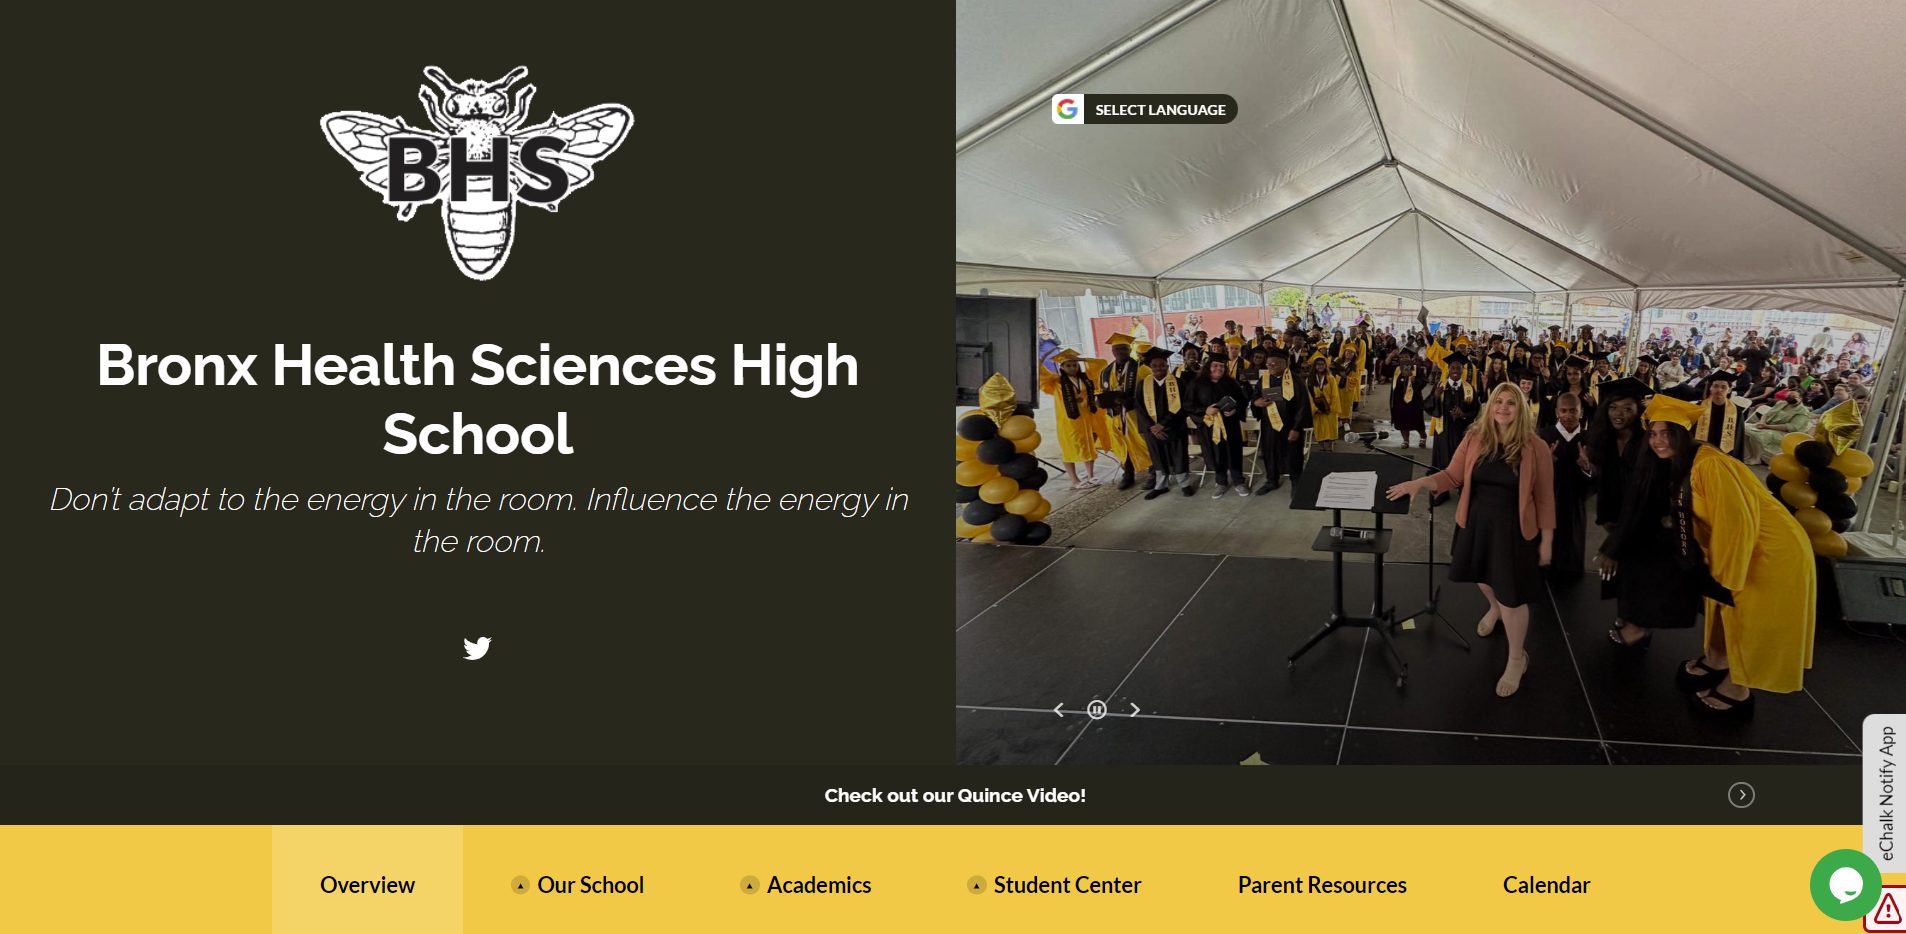 BHS
Bronx Health Sciences High
School
Don't adapt to the energy in the room. Influence the energy in
the room.
SELECT LANGUAGE
Check out our Quince Video!
eChalk Notify App
Overview
Our School
Academics
Student Center
Parent Resources
Calendar